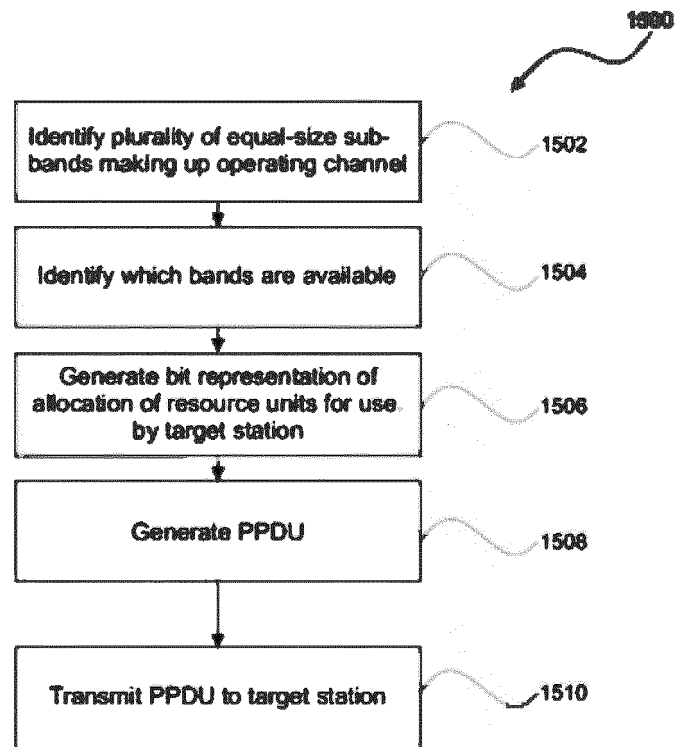 1500
Identify plurality of equal-size sub-
bands making up operating channel
1502
Identify which bands are available
1504
Generate bit representation of
allocation of resource units for use
by target station
1506
Generate PPDU
1508
Transmit PPDU to target station
1510